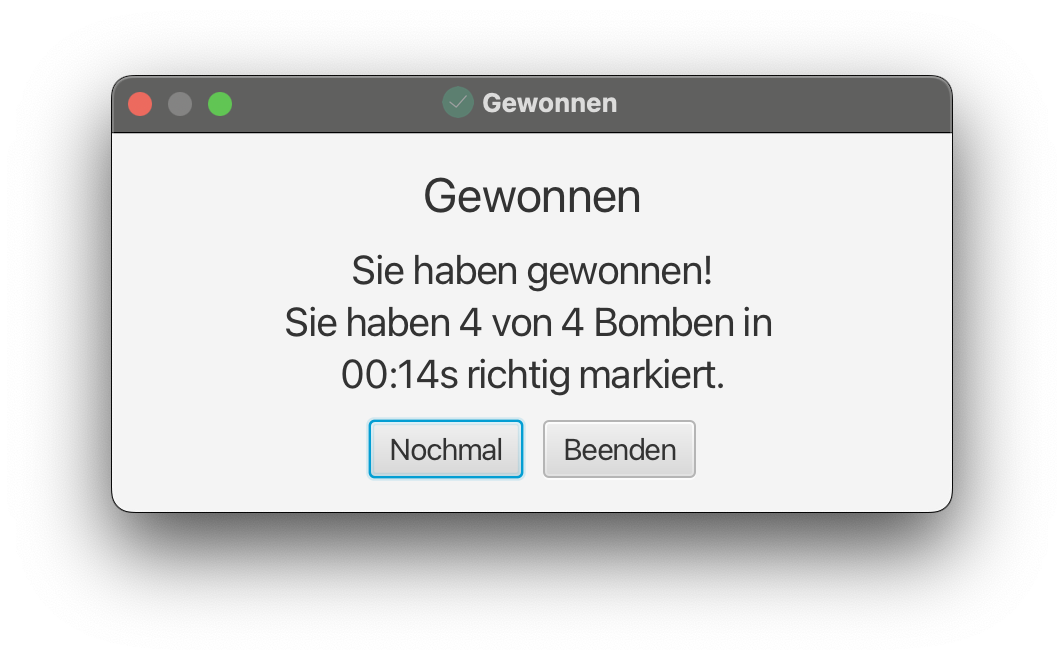 Gewonnen
Gewonnen
Sie haben gewonnen!
Sie haben 4 von 4 Bomben in
00:14s richtig markiert.
Nochmal
Beenden